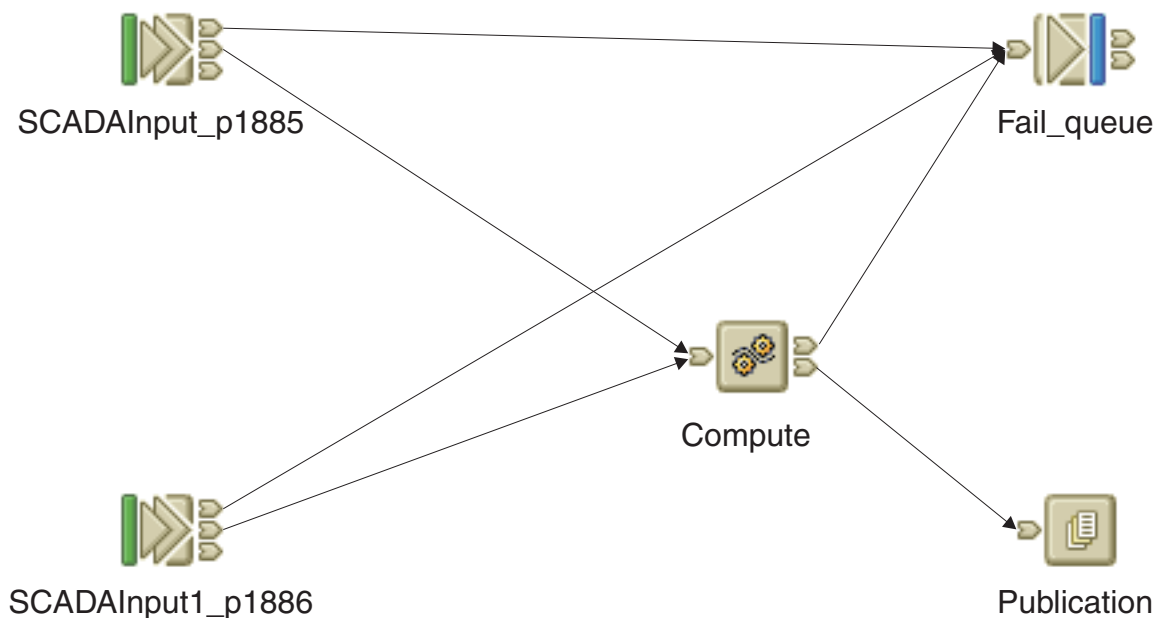 SCADAInput_p1885
Fail_queue
Compute
SCADAInput1_p1886
Publication